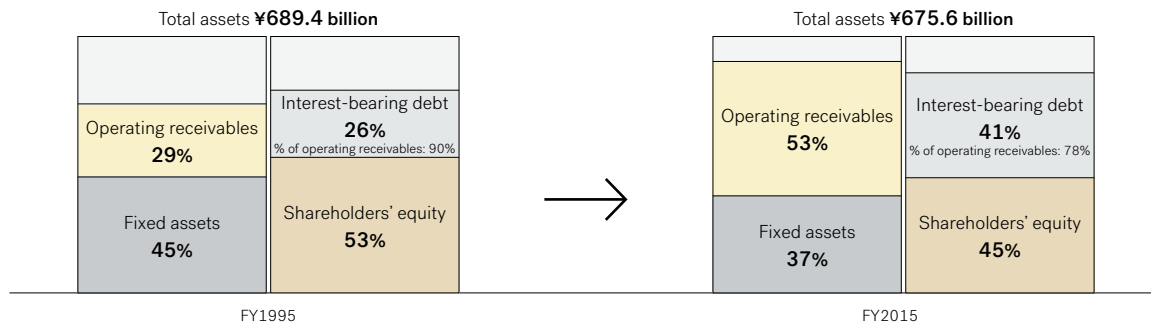 Total assets ¥689.4 billion
Operating receivables
29%
Fixed assets
45%
Interest-bearing debt
26%
% of operating receivables: 90%
Shareholders’ equity
53%
FY1995
Total assets ¥675.6 billion
Operating receivables
53%
Fixed assets
37%
Interest-bearing debt
41%
% of operating receivables: 78%
Shareholders’ equity
45%
FY2015